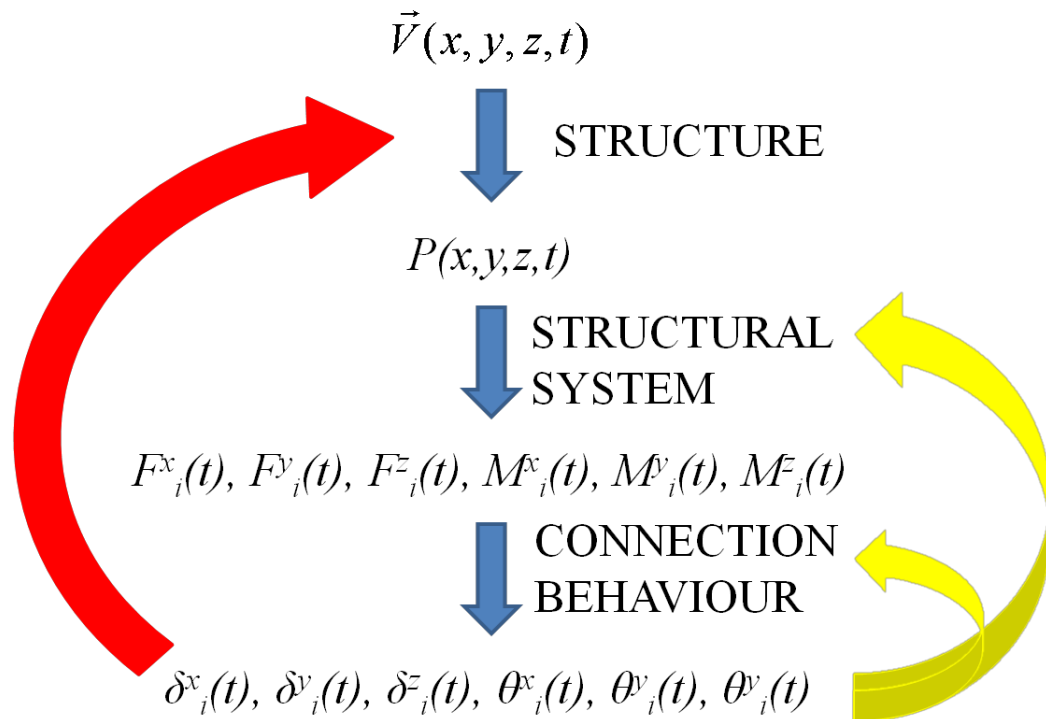 V⃗(x, y, z, t)
STRUCTURE
P(x,y,z,t)
STRUCTURAL
SYSTEM
Fˣᵢ(t), Fʸᵢ(t), Fᶻᵢ(t), Mˣᵢ(t), Mʸᵢ(t), Mᶻᵢ(t)
CONNECTION
BEHAVIOUR
δˣᵢ(t), δʸᵢ(t), δᶻᵢ(t), θˣᵢ(t), θʸᵢ(t), θʸᵢ(t)